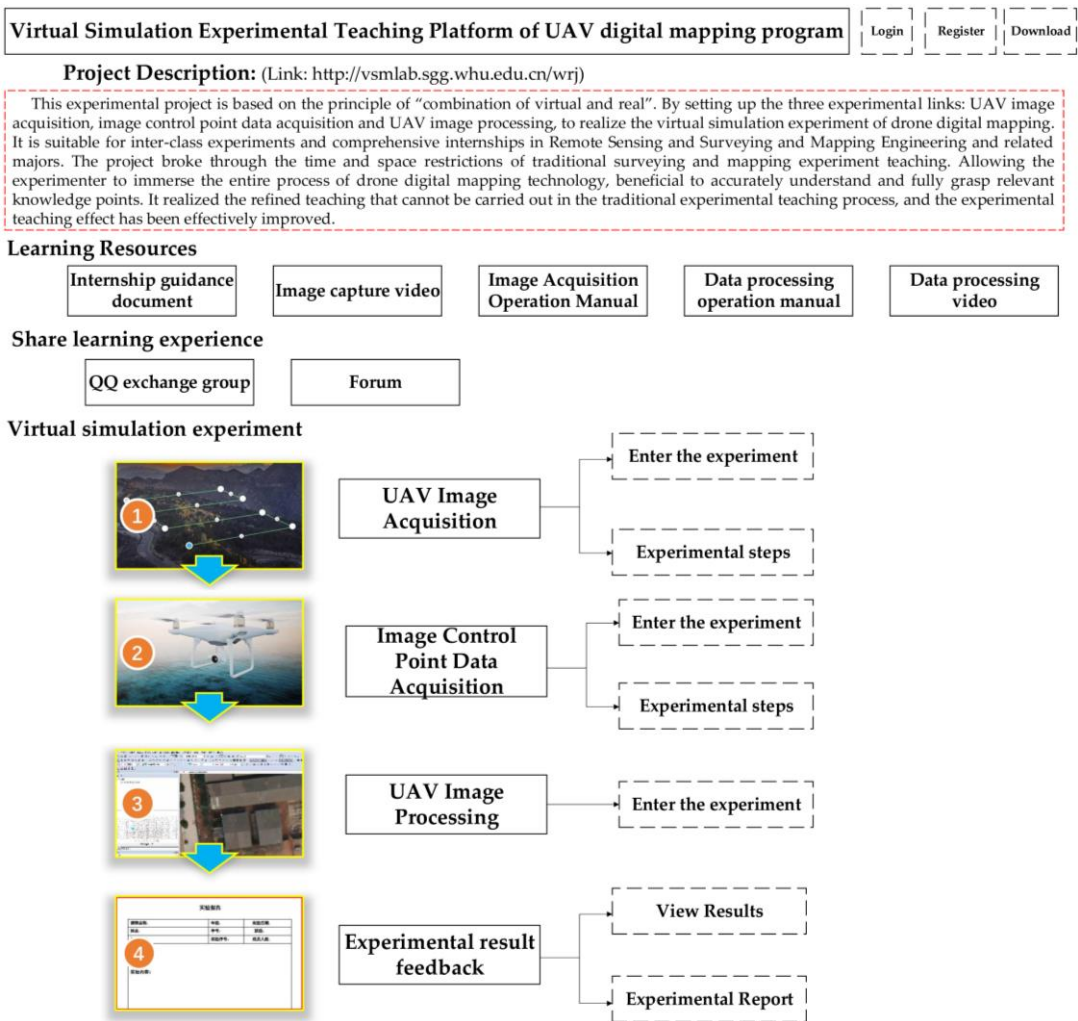 Virtual Simulation Experimental Teaching Platform of UAV digital mapping program
Login
Register
Download
Project Description: (Link: http://vsmlab.sgg.whu.edu.cn/wrj)
This experimental project is based on the principle of “combination of virtual and real”. By setting up the three experimental links: UAV image
acquisition, image control point data acquisition and UAV image processing, to realize the virtual simulation experiment of drone digital mapping.
It is suitable for inter-class experiments and comprehensive internships in Remote Sensing and Surveying and Mapping Engineering and related
majors. The project broke through the time and space restrictions of traditional surveying and mapping experiment teaching. Allowing the
experimenter to immerse the entire process of drone digital mapping technology, beneficial to accurately understand and fully grasp relevant
knowledge points. It realized the refined teaching that cannot be carried out in the traditional experimental teaching process, and the experimental
teaching effect has been effectively improved.
Learning Resources
Internship guidance
document
Image capture video
Image Acquisition
Operation Manual
Data processing
operation manual
Data processing
video
Share learning experience
QQ exchange group
Forum
Virtual simulation experiment
1
UAV Image
Acquisition
Enter the experiment
Experimental steps
2
Image Control
Point Data
Acquisition
Enter the experiment
Experimental steps
3
UAV Image
Processing
Enter the experiment
4
实验报告
Experimental result
feedback
View Results
Experimental Report